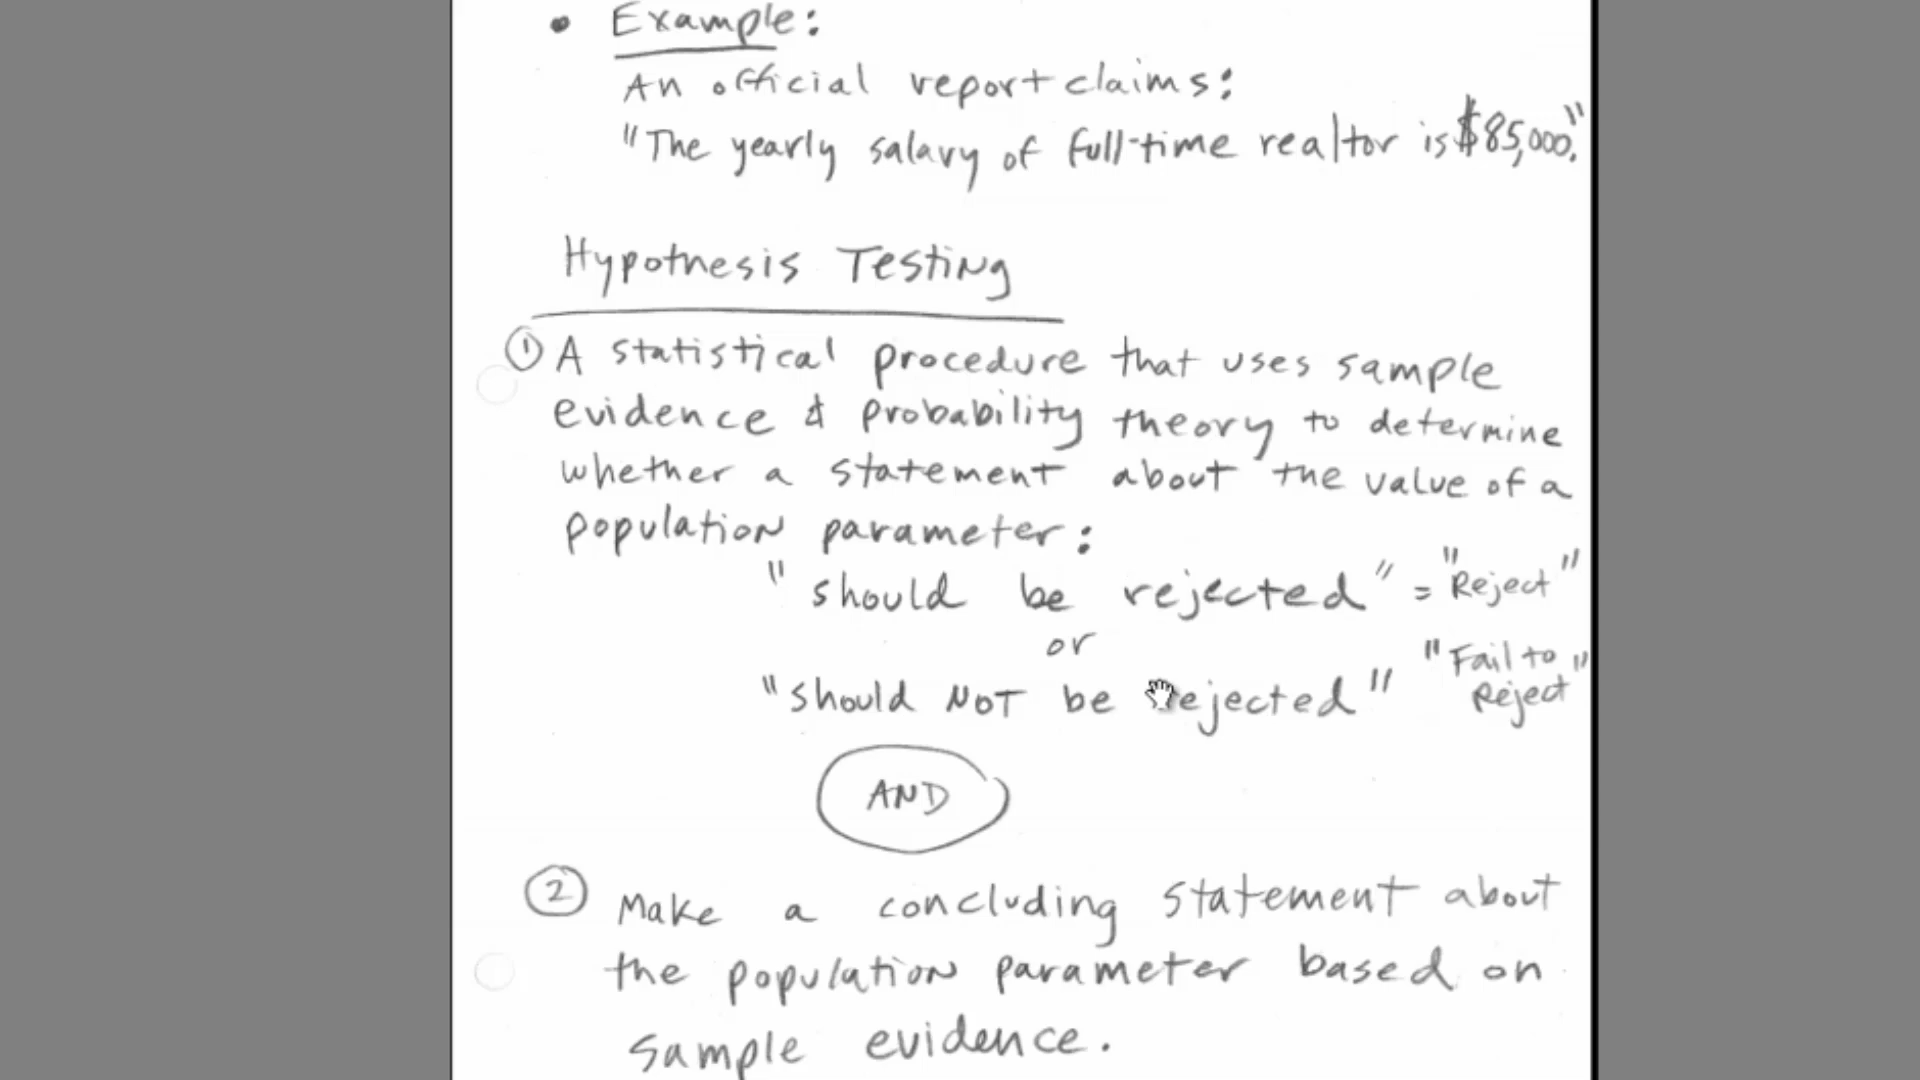 • Example:
An official report claims:
"The yearly salary of full-time realtor is $85,000."
Hypothesis Testing
① A statistical procedure that uses sample
evidence & probability theory to determine
whether a statement about the value of a
population parameter:
"should be rejected" = "Reject"
or
"should NOT be rejected" "Fail to Reject"
AND
② Make a concluding statement about
the population parameter based on
sample evidence.